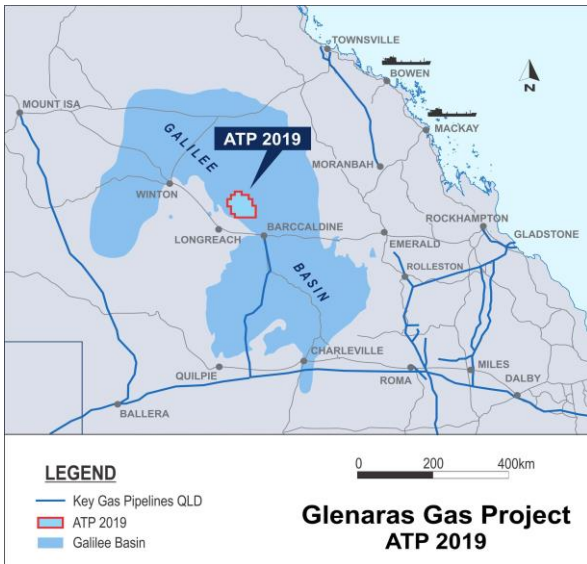 TOWNSVILLE
BOWEN
MOUNT ISA
MACKAY
N
GALILEE
ATP 2019
MORANBAH
WINTON
ROCKHAMPTON
GLADSTONE
LONGREACH
BARCCALDINE
EMERALD
ROLLESTON
BASIN
CHARLEVILLE
QUILPIE
ROMA
MILES
DALBY
BALLERA
LEGEND
Key Gas Pipelines QLD
ATP 2019
Galilee Basin
0 200 400km
Glenaras Gas Project
ATP 2019